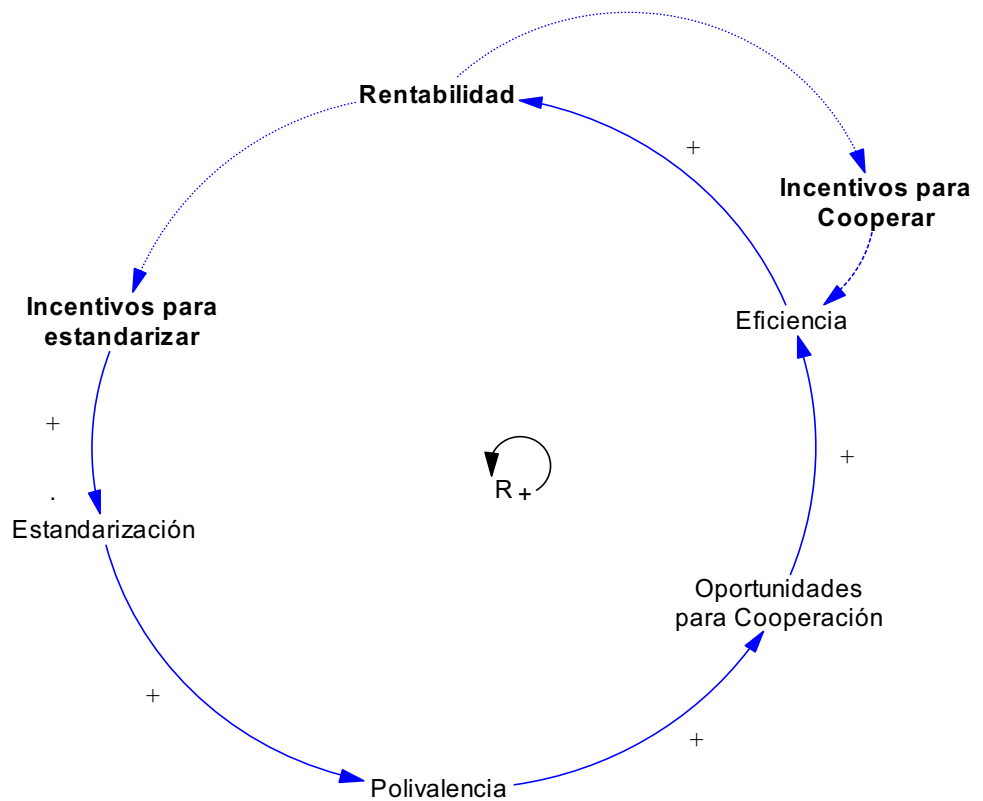 Rentabilidad
+
Incentivos para
Cooperar
Incentivos para
estandarizar
Eficiencia
+
+
R +
.
Estandarización
Oportunidades
para Cooperación
+
+
Polivalencia